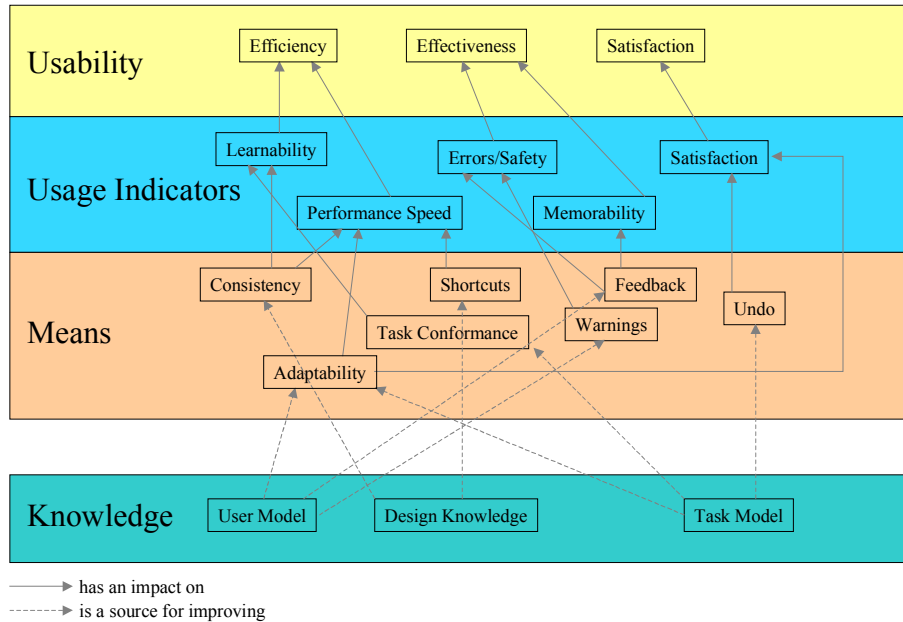 Usability
Efficiency
Effectiveness
Satisfaction
Usage Indicators
Learnability
Errors/Safety
Satisfaction
Performance Speed
Memorability
Means
Consistency
Shortcuts
Feedback
Undo
Task Conformance
Warnings
Adaptability
Knowledge
User Model
Design Knowledge
Task Model
has an impact on
is a source for improving